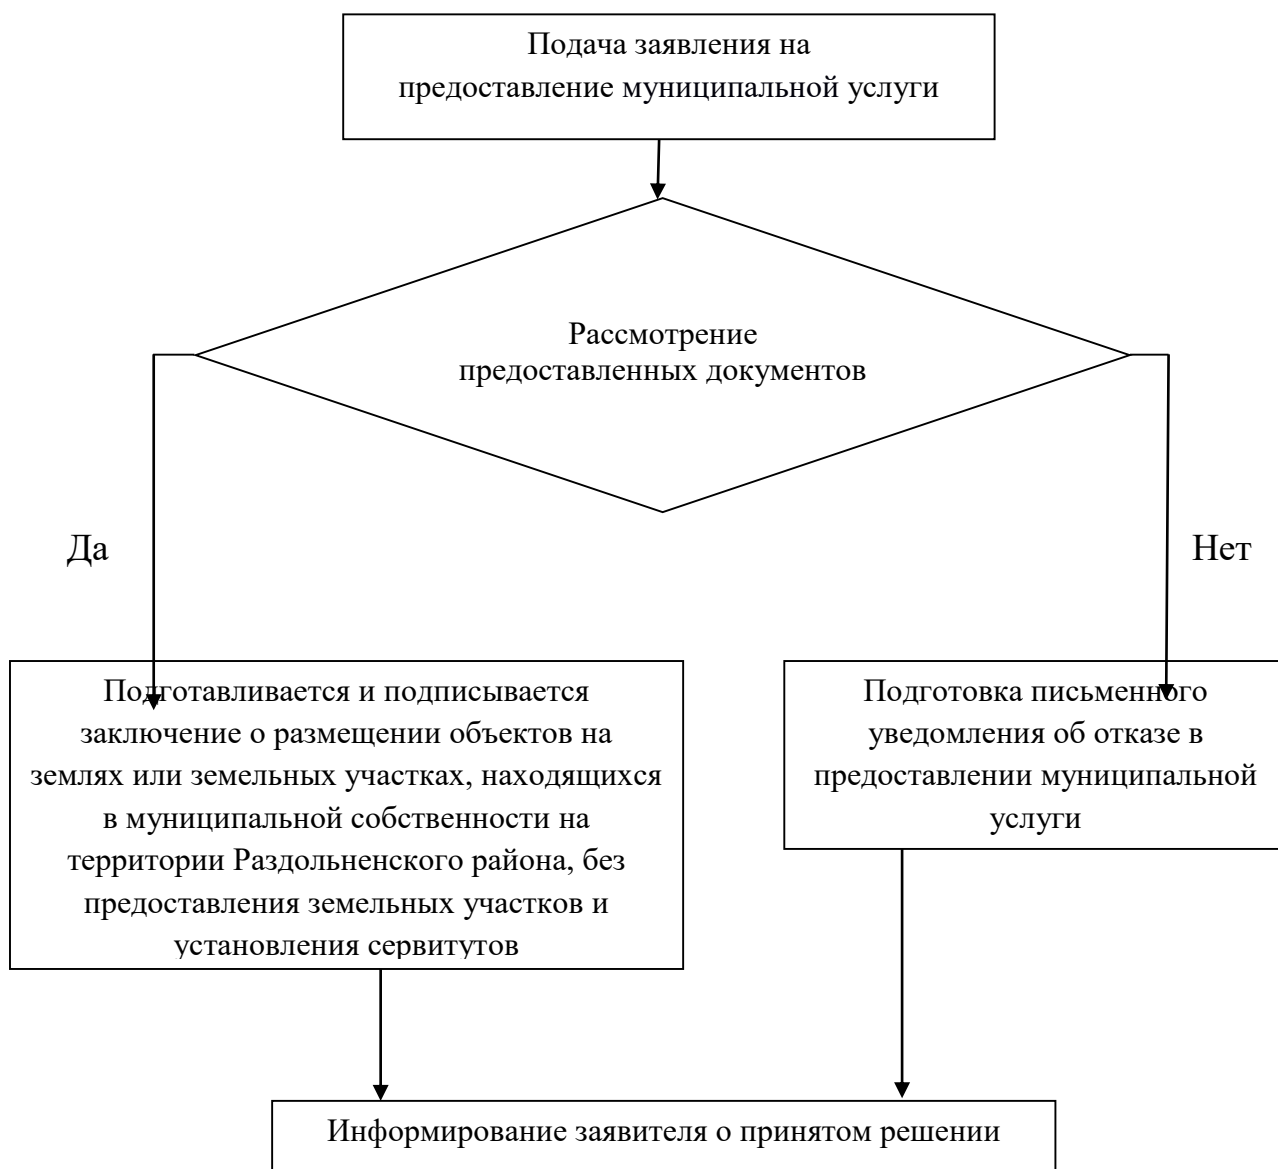 Подача заявления на
предоставление муниципальной услуги
Рассмотрение
предоставленных документов
Да
Нет
Подготавливается и подписывается
заключение о размещении объектов на
землях или земельных участках, находящихся
в муниципальной собственности на
территории Раздольненского района, без
предоставления земельных участков и
установления сервитутов
Подготовка письменного
уведомления об отказе в
предоставлении муниципальной
услуги
Информирование заявителя о принятом решении